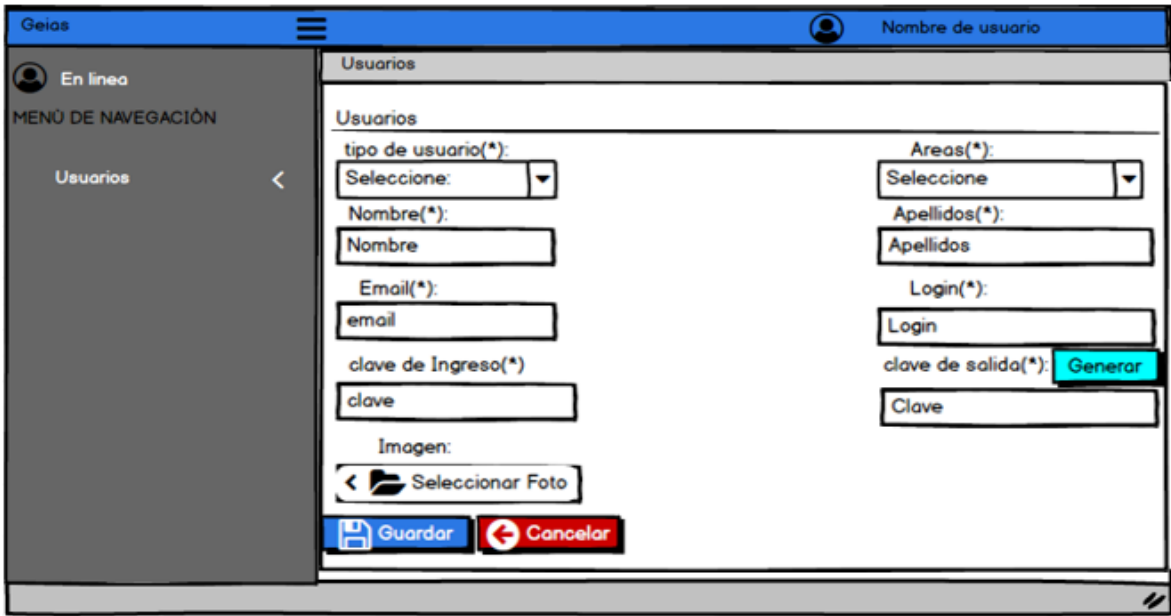 Geias
Nombre de usuario
En linea
MENÙ DE NAVEGACIÒN
Usuarios
Usuarios
Usuarios
tipo de usuario(*):
Areas(*):
Seleccione:
Seleccione
Nombre(*):
Apellidos(*):
Nombre
Apellidos
Email(*):
Login(*):
email
Login
clave de Ingreso(*)
clave de salida(*):
Generar
clave
Clave
Imagen:
Seleccionar Foto
Guardar
Cancelar